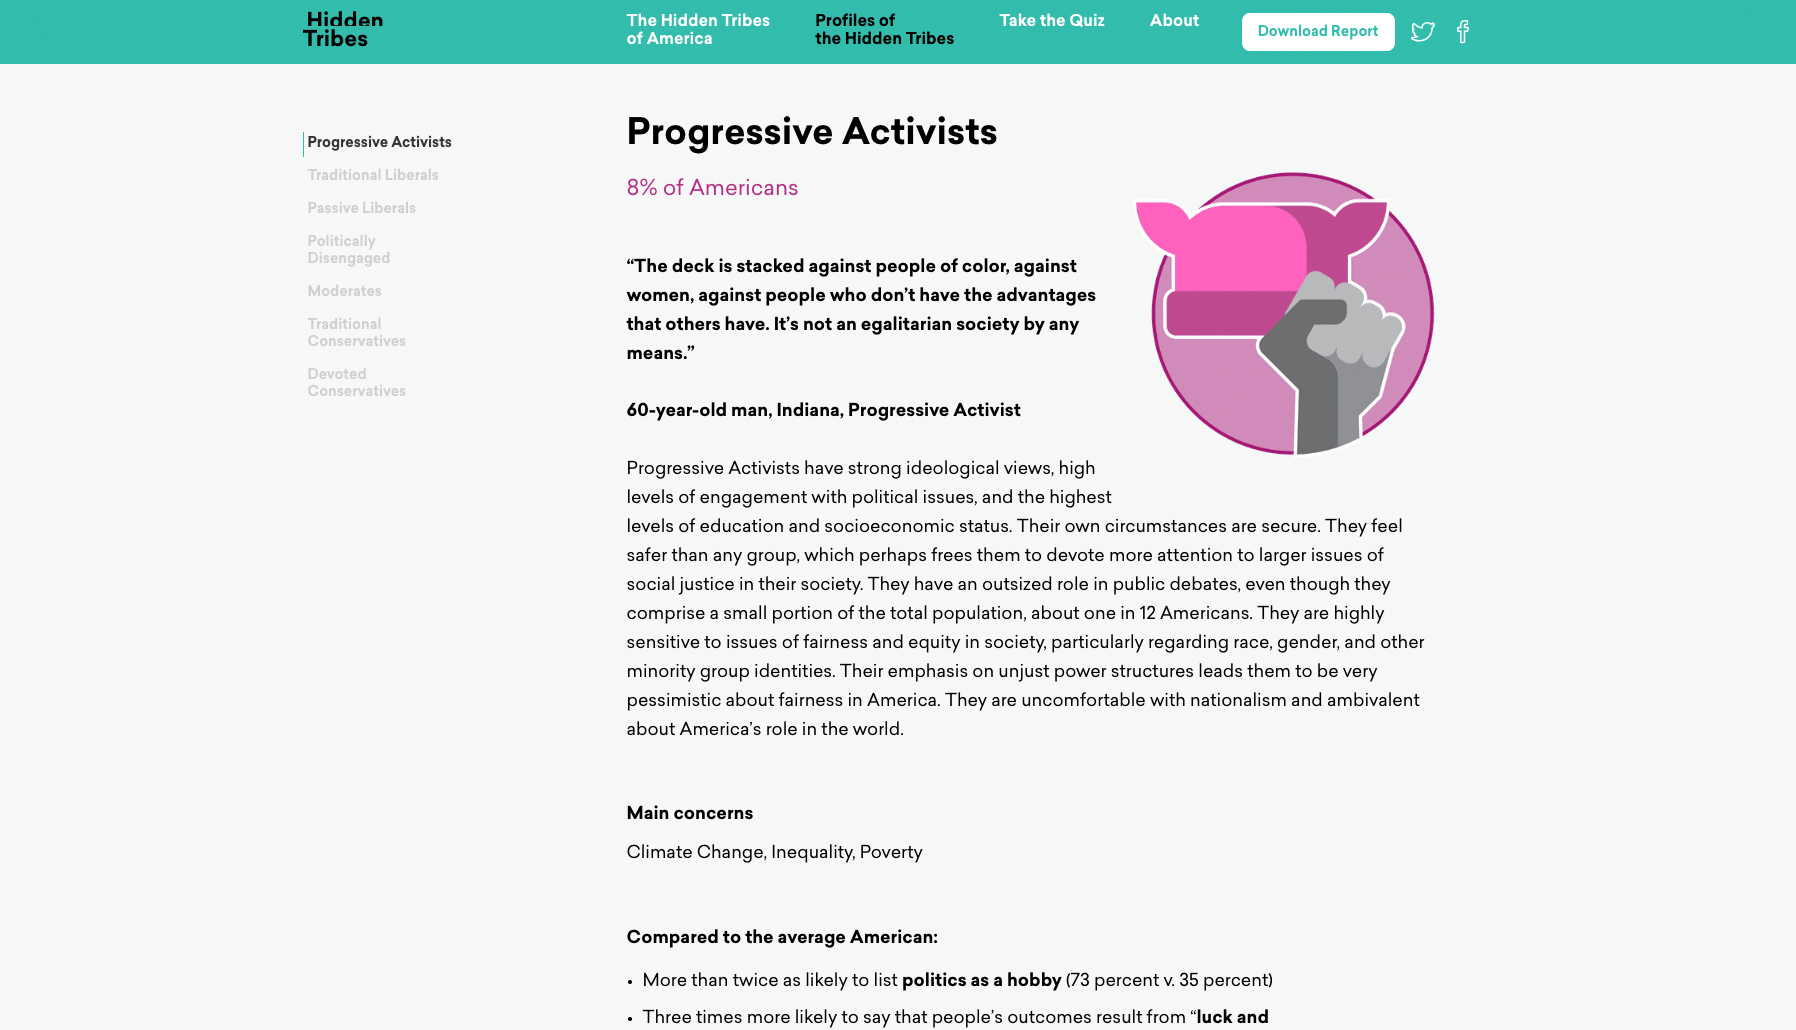 Hidden
Tribes
The Hidden Tribes
of America
Profiles of
the Hidden Tribes
Take the Quiz
About
Download Report
Progressive Activists
Traditional Liberals
Passive Liberals
Politically
Disengaged
Moderates
Traditional
Conservatives
Devoted
Conservatives
Progressive Activists
8% of Americans
“The deck is stacked against people of color, against
women, against people who don’t have the advantages
that others have. It’s not an egalitarian society by any
means.”
60-year-old man, Indiana, Progressive Activist
Progressive Activists have strong ideological views, high
levels of engagement with political issues, and the highest
levels of education and socioeconomic status. Their own circumstances are secure. They feel
safer than any group, which perhaps frees them to devote more attention to larger issues of
social justice in their society. They have an outsized role in public debates, even though they
comprise a small portion of the total population, about one in 12 Americans. They are highly
sensitive to issues of fairness and equity in society, particularly regarding race, gender, and other
minority group identities. Their emphasis on unjust power structures leads them to be very
pessimistic about fairness in America. They are uncomfortable with nationalism and ambivalent
about America’s role in the world.
Main concerns
Climate Change, Inequality, Poverty
Compared to the average American:
• More than twice as likely to list politics as a hobby (73 percent v. 35 percent)
• Three times more likely to say that people’s outcomes result from “luck and